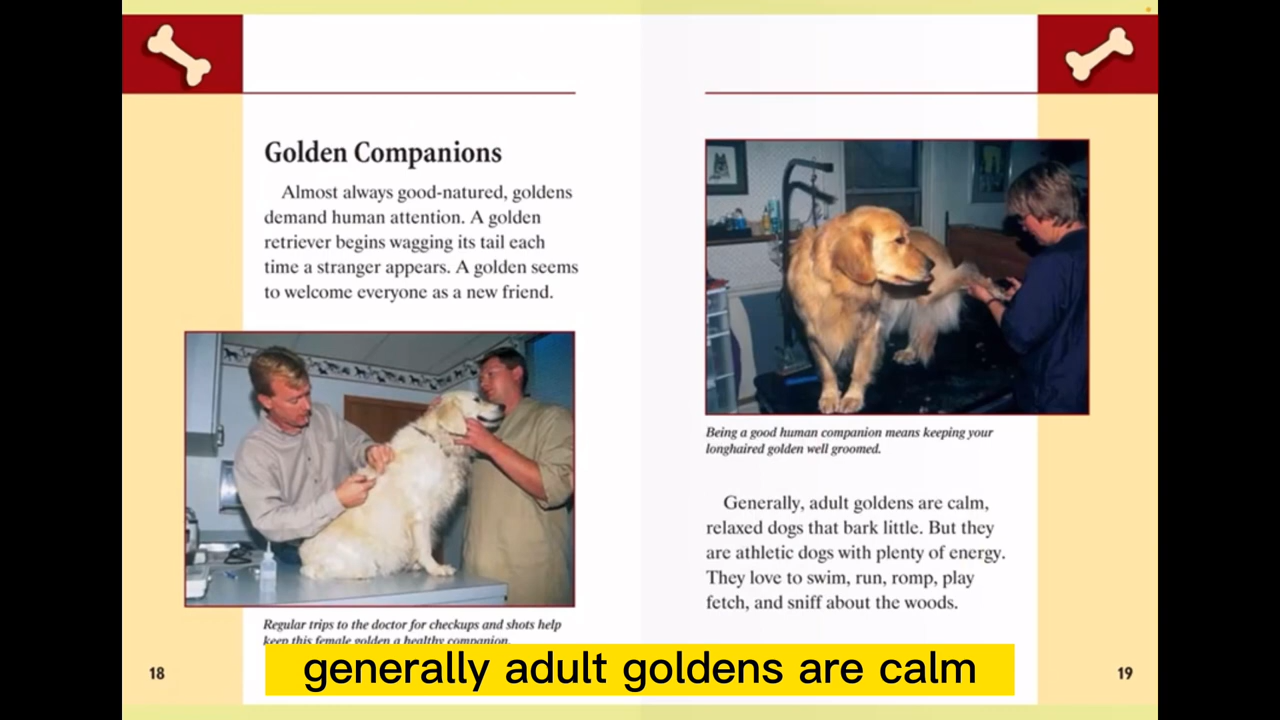 Golden Companions
Almost always good-natured, goldens
demand human attention. A golden
retriever begins wagging its tail each
time a stranger appears. A golden seems
to welcome everyone as a new friend.
Regular trips to the doctor for checkups and shots help
keep this female golden a healthy companion.
18
Being a good human companion means keeping your
longhaired golden well groomed.
Generally, adult goldens are calm,
relaxed dogs that bark little. But they
are athletic dogs with plenty of energy.
They love to swim, run, romp, play
fetch, and sniff about the woods.
19
generally adult goldens are calm